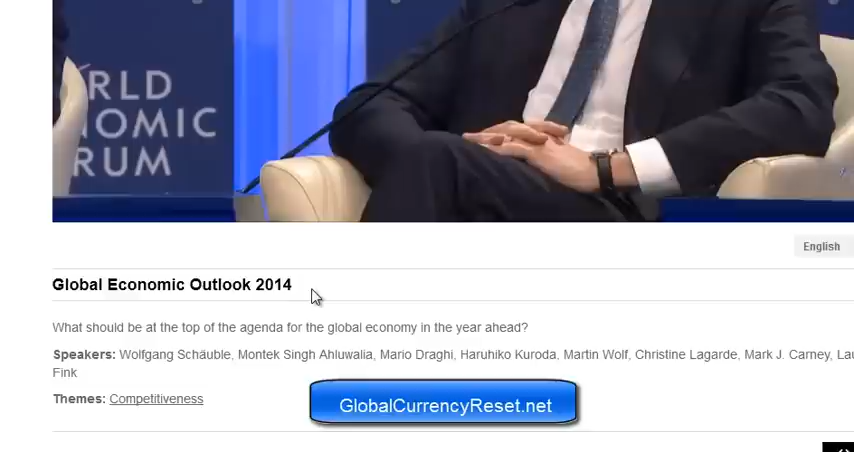 RLD
NOMIC
RUM
English
Global Economic Outlook 2014
What should be at the top of the agenda for the global economy in the year ahead?
Speakers: Wolfgang Schäuble, Montek Singh Ahluwalia, Mario Draghi, Haruhiko Kuroda, Martin Wolf, Christine Lagarde, Mark J. Carney, Lau
Fink
Themes: Competitiveness
GlobalCurrencyReset.net